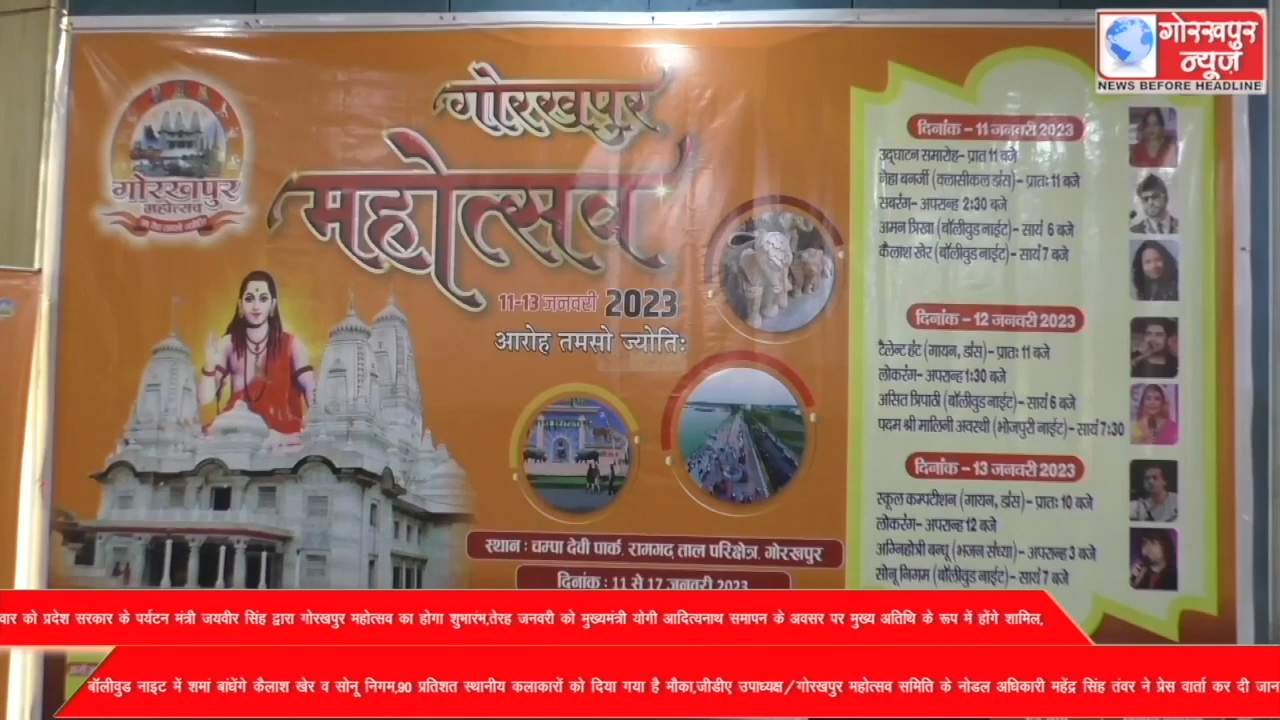 गोरखपुर
न्यूज़
NEWS BEFORE HEADLINE
गोरखपुर
महोत्सव
गोरखपुर
महोत्सव
11-13 जनवरी 2023
आरोह तमसो ज्योतिः
स्थान : चम्पा देवी पार्क, रामगढ़ ताल परिक्षेत्र, गोरखपुर
दिनांक : 11 से 17 जनवरी 2023
दिनांक - 11 जनवरी 2023
उद्घाटन समारोह- प्रात 11 बजे
नेहा बनर्जी (क्लासीकल डांस)- प्रातः 11 बजे
सबरंग- अपरान्ह 2:30 बजे
अमन त्रिखा (बॉलीवुड नाईट)- सायं 6 बजे
कैलाश खेर (बॉलीवुड नाईट)- सायं 7 बजे
दिनांक - 12 जनवरी 2023
टैलेन्ट हंट (गायन, डांस)- प्रातः 11 बजे
लोकरंग- अपरान्ह 1:30 बजे
असित त्रिपाठी (बॉलीवुड नाईट)- सायं 6 बजे
पदम श्री मालिनी अवस्थी (भोजपुरी नाईट)- सायं 7:30
दिनांक - 13 जनवरी 2023
स्कूल कम्पटीशन (गायन, डांस)- प्रातः 10 बजे
लोकरंग- अपरान्ह 12 बजे
अग्निहोत्री बन्धू (भजन संध्या)- अपरान्ह 3 बजे
सोनू निगम (बॉलीवुड नाईट)- सायं 7 बजे
वार को प्रदेश सरकार के पर्यटन मंत्री जयवीर सिंह द्वारा गोरखपुर महोत्सव का होगा शुभारंभ,तेरह जनवरी को मुख्यमंत्री योगी आदित्यनाथ समापन के अवसर पर मुख्य अतिथि के रूप में होंगे शामिल,
बॉलीवुड नाइट में शमां बांधेंगे कैलाश खेर व सोनू निगम,90 प्रतिशत स्थानीय कलाकारों को दिया गया है मौका,जीडीए उपाध्यक्ष/गोरखपुर महोत्सव समिति के नोडल अधिकारी महेंद्र सिंह तंवर ने प्रेस वार्ता कर दी जान